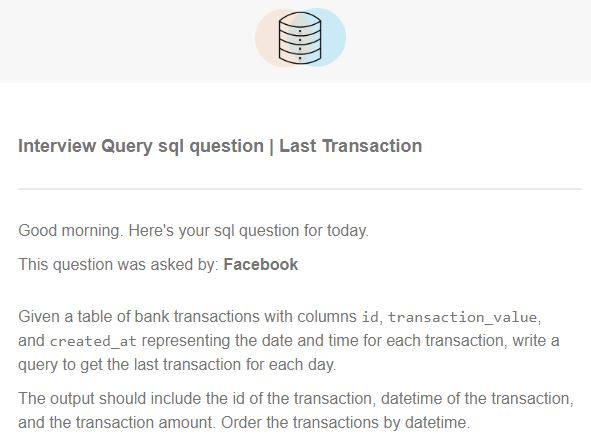 Interview Query sql question | Last Transaction
Good morning. Here's your sql question for today.
This question was asked by: Facebook
Given a table of bank transactions with columns id, transaction_value,
and created_at representing the date and time for each transaction, write a
query to get the last transaction for each day.
The output should include the id of the transaction, datetime of the transaction,
and the transaction amount. Order the transactions by datetime.